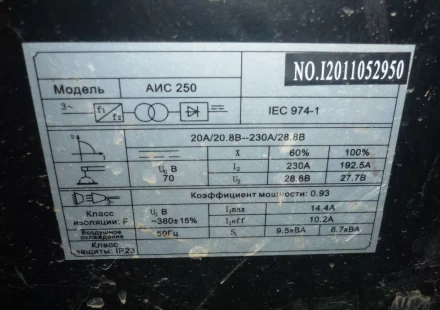 NO.I2011052950
Модель АИС 250
3~ f₁ f₂ IEC 974-1
20A/20.8B—230A/28.8B
X 60% 100%
U₀ В 70 I₂ 230A 192.5A
U₂ 28.8B 27.7B
Коэффициент мощности: 0.93
Класс изоляции: F U₁ В ~380±15% I₁max 14.4A
I₁eff 10.2A
Воздушное охлаждение 50Гц S₁ 9.5кВА 6.7кВА
Класс защиты: IP23